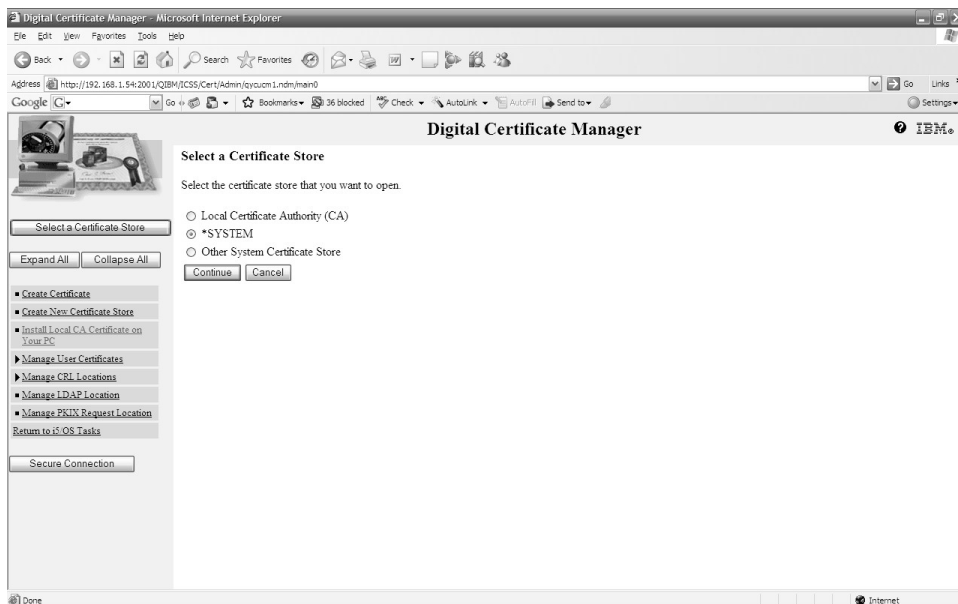 Digital Certificate Manager - Microsoft Internet Explorer
File Edit View Favorites Tools Help
Back Search Favorites
Address http://192.168.1.54:2001/QIBM/ICSS/Cert/Admin/qycucm1.ndm/main0 Go Links
Google G Go Bookmarks 36 blocked Check AutoLink AutoFill Send to Settings
Digital Certificate Manager
IBM
Select a Certificate Store
Select the certificate store that you want to open.
Local Certificate Authority (CA)
*SYSTEM
Other System Certificate Store
Continue Cancel
Select a Certificate Store
Expand All Collapse All
Create Certificate
Create New Certificate Store
Install Local CA Certificate on
Your PC
Manage User Certificates
Manage CRL Locations
Manage LDAP Location
Manage PKIX Request Location
Return to i5/OS Tasks
Secure Connection
Done Internet